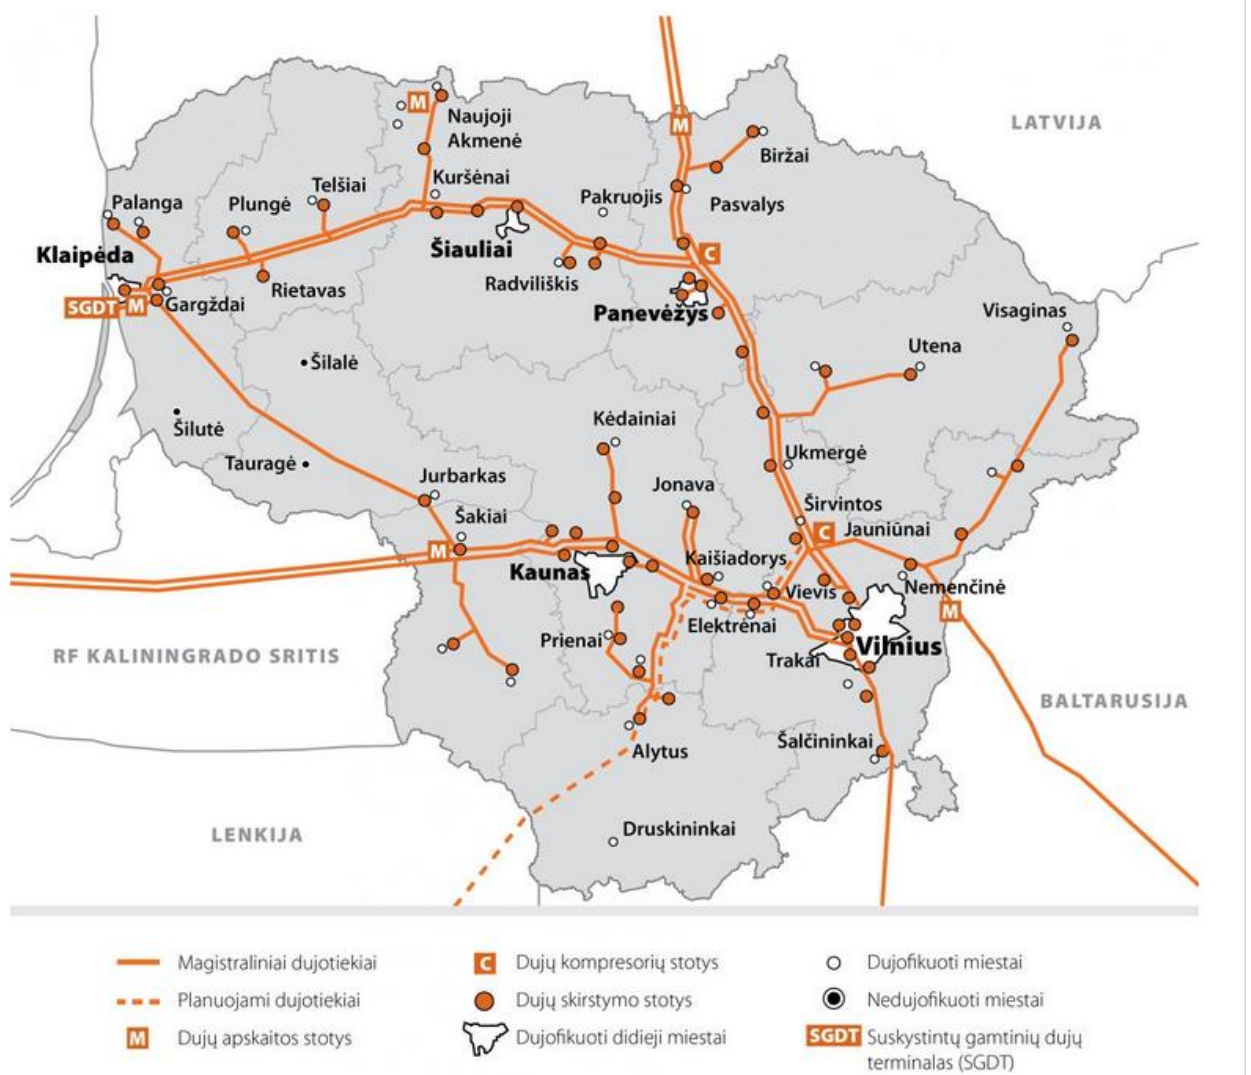 LATVIJA
M
Naujoji
Akmenė
M
Biržai
Kuršėnai
Telšiai
Pakruojis
Palanga
Plungė
Pasvalys
Klaipėda
Šiauliai
C
Radviliškis
Rietavas
SGDT
M
Gargždai
Panevėžys
Visaginas
Utena
Šilalė
Šilutė
Kėdainiai
Tauragė
Ukmergė
Jurbarkas
Jonava
Širvintos
Šakiai
C
Jauniūnai
M
Kaunas
Kaišiadorys
Vievis
Nemenčinė
M
Elektrėnai
Prienai
Vilnius
Trakai
RF KALININGRADO SRITIS
BALTARUSIJA
Alytus
Šalčininkai
LENKIJA
Druskininkai
Magistraliniai dujotiekiai
Planuojami dujotiekiai
M Dujų apskaitos stotys
C Dujų kompresorių stotys
Dujų skirstymo stotys
Dujofikuoti didieji miestai
Dujofikuoti miestai
Nedujofikuoti miestai
SGDT Suskystintų gamtinių dujų
terminalas (SGDT)